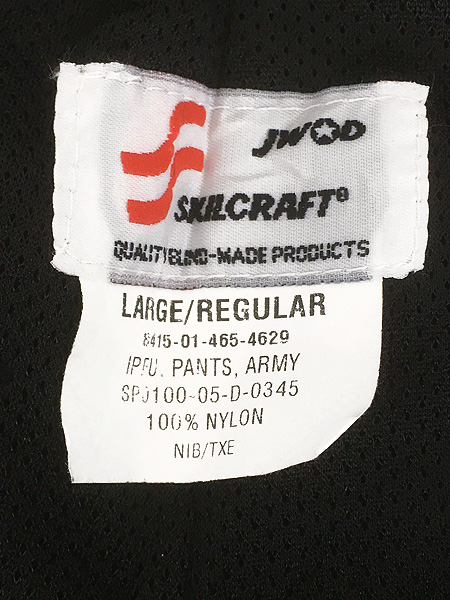 JWOD
SKILCRAFT®
QUALITY BLIND-MADE PRODUCTS
LARGE/REGULAR
8415-01-465-4629
IPFU, PANTS, ARMY
SP0100-05-D-0345
100% NYLON
NIB/TXE